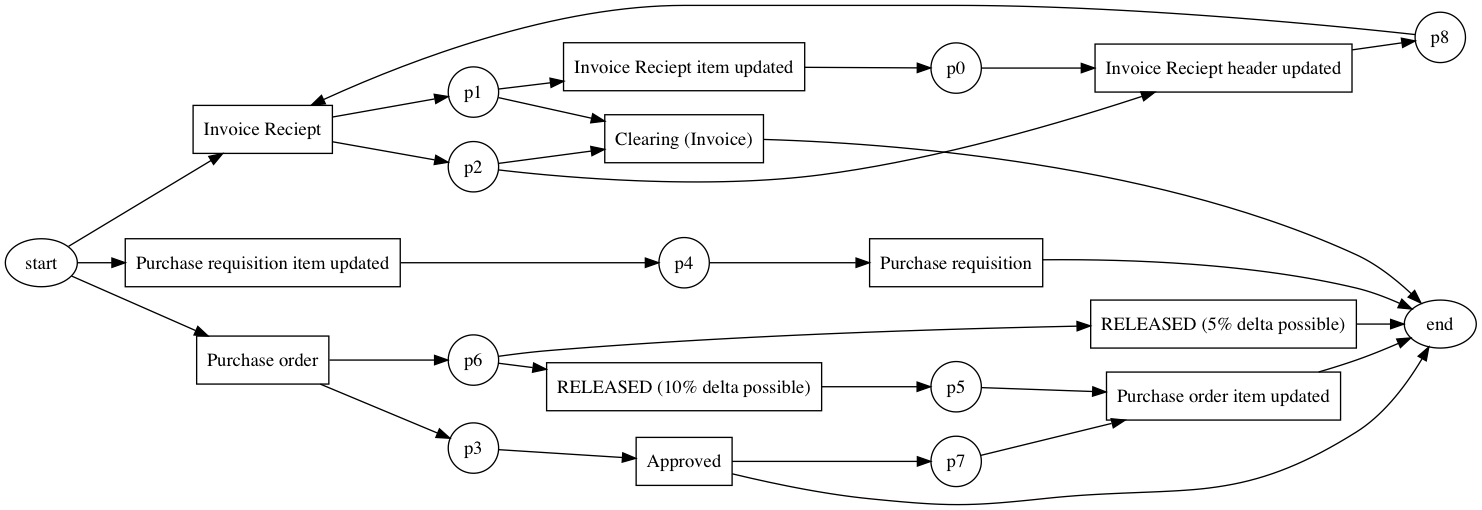 p8
Invoice Reciept item updated
p0
Invoice Reciept header updated
p1
Invoice Reciept
Clearing (Invoice)
p2
start
Purchase requisition item updated
p4
Purchase requisition
RELEASED (5% delta possible)
end
Purchase order
p6
RELEASED (10% delta possible)
p5
Purchase order item updated
p3
Approved
p7